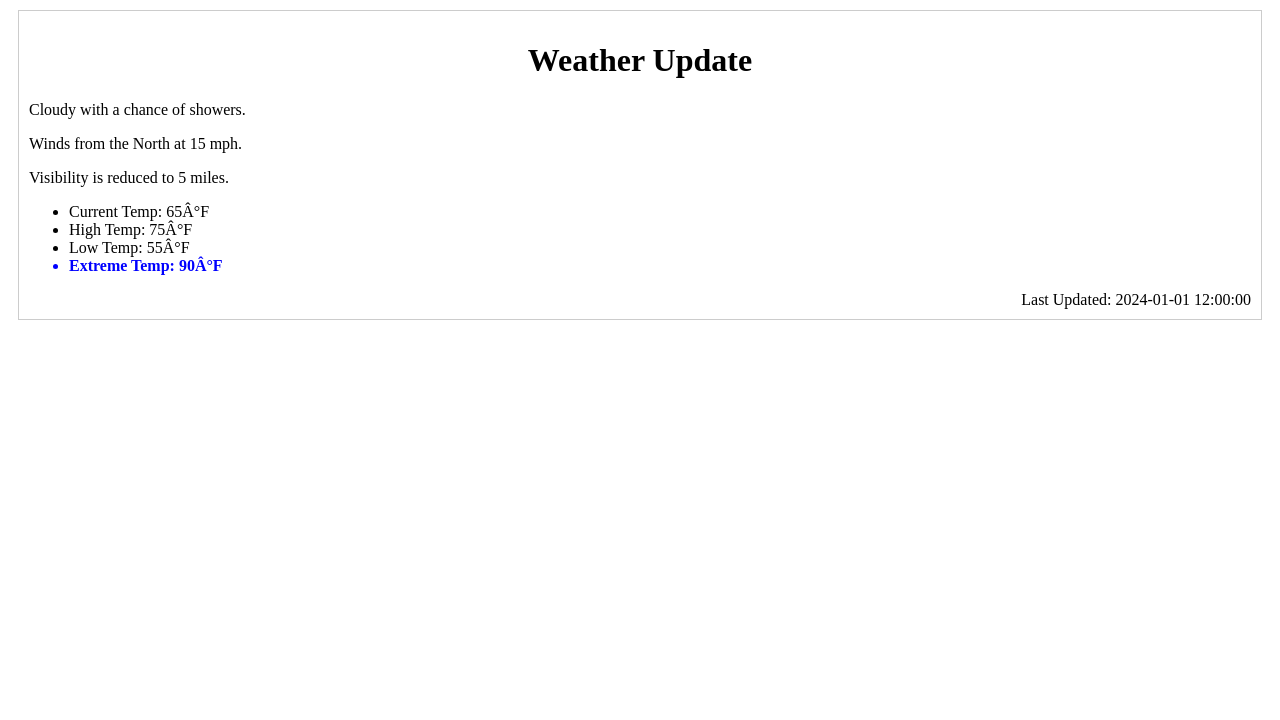 Weather Update
Cloudy with a chance of showers.
Winds from the North at 15 mph.
Visibility is reduced to 5 miles.
Current Temp: 65Â°F
High Temp: 75Â°F
Low Temp: 55Â°F
Extreme Temp: 90Â°F
Last Updated: 2024-01-01 12:00:00